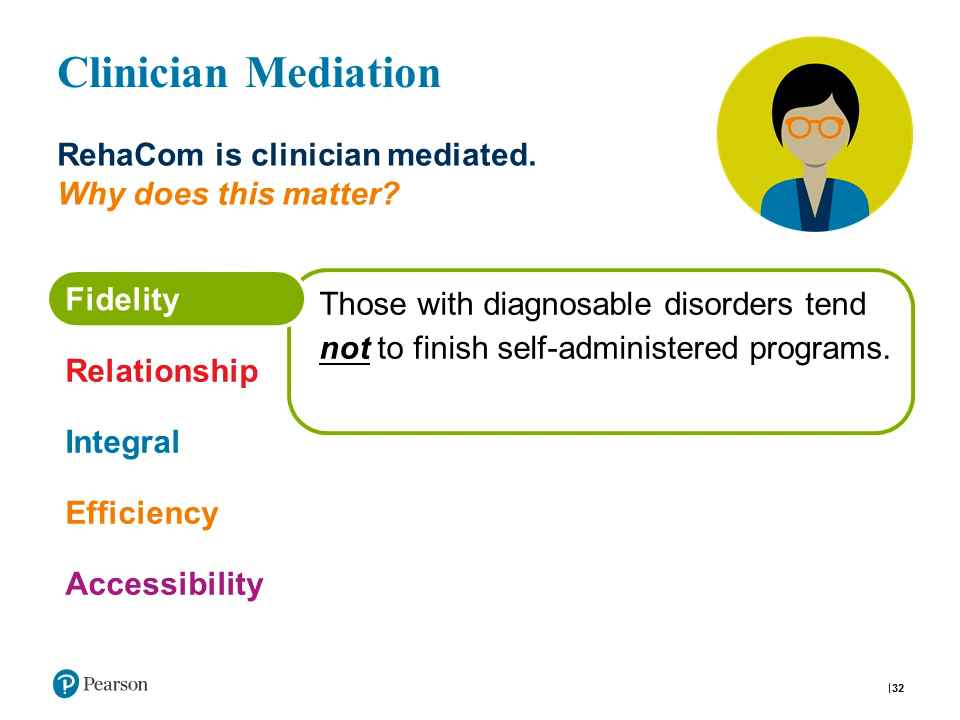 Clinician Mediation
RehaCom is clinician mediated.
Why does this matter?
Fidelity
Those with diagnosable disorders tend
not to finish self-administered programs.
Relationship
Integral
Efficiency
Accessibility
Pearson
32